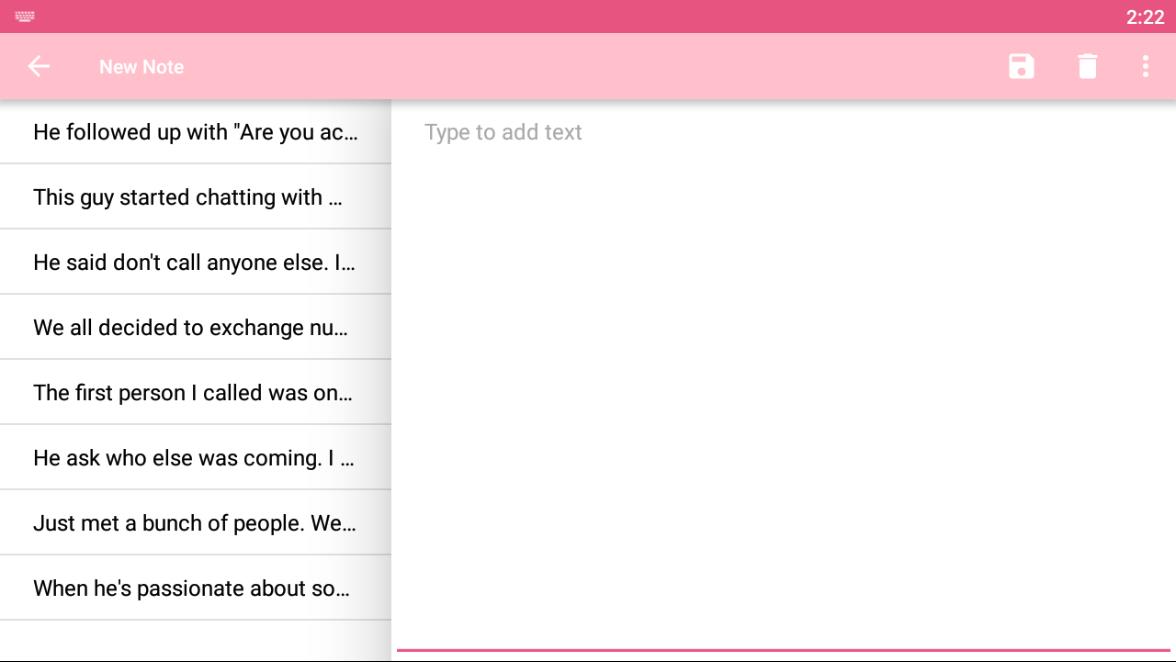 2:22
New Note
He followed up with "Are you ac...
Type to add text
This guy started chatting with ...
He said don't call anyone else. I...
We all decided to exchange nu...
The first person I called was on...
He ask who else was coming. I ...
Just met a bunch of people. We...
When he's passionate about so...